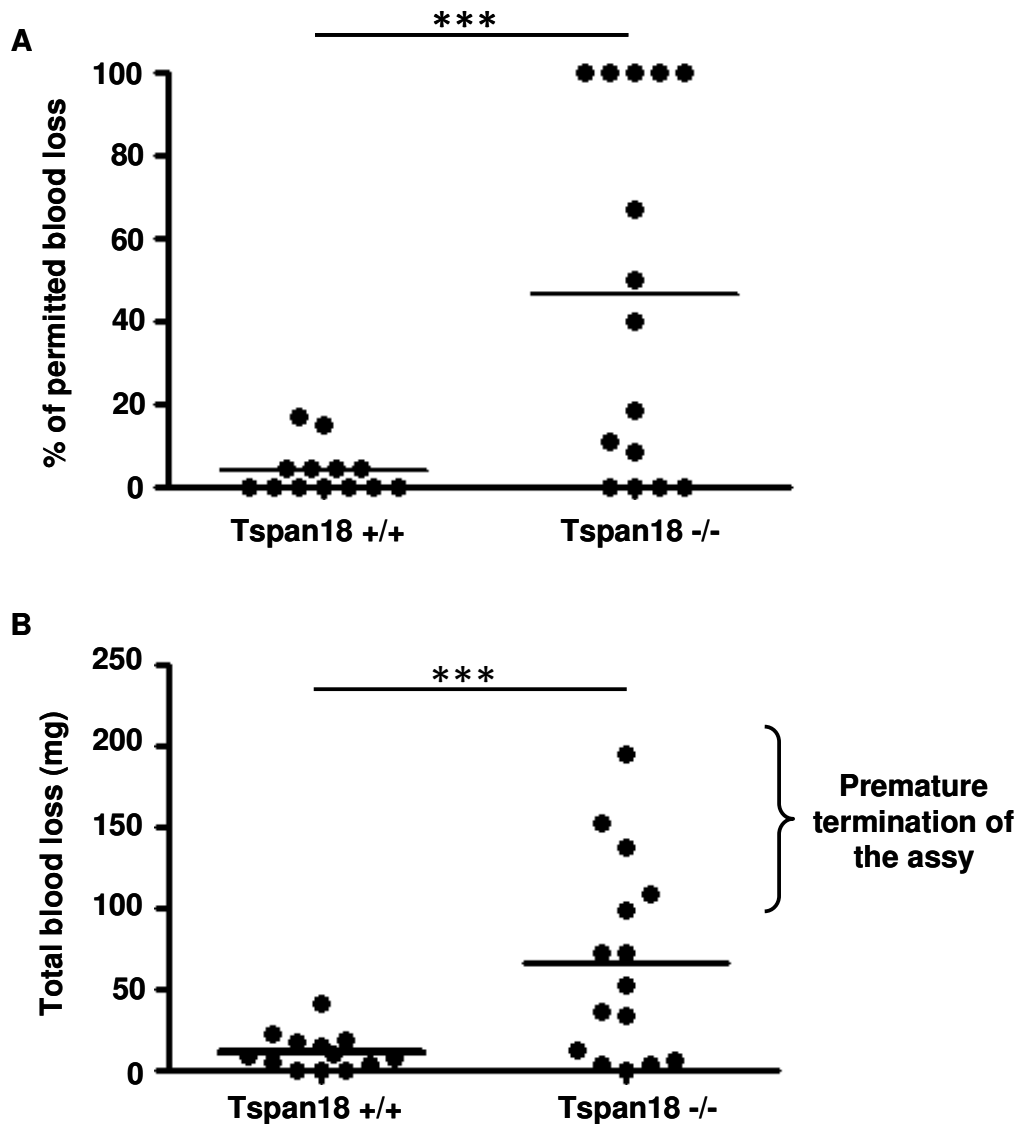 A
***
100
80
60
40
20
0
% of permitted blood loss
Tspan18 +/+
Tspan18 -/-
B
250
200
150
100
50
0
Total blood loss (mg)
***
Premature
termination of
the assy
Tspan18 +/+
Tspan18 -/-